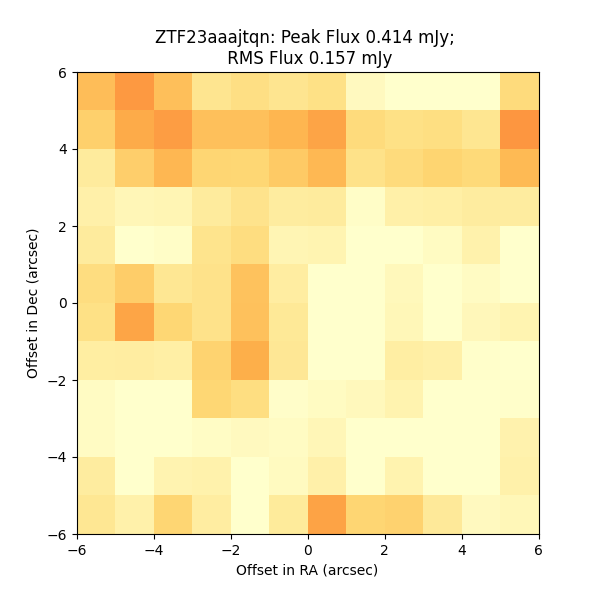 ZTF23aaajtqn: Peak Flux 0.414 mJy;
RMS Flux 0.157 mJy
6
4
2
0
−2
−4
−6
Offset in Dec (arcsec)
−6 −4 −2 0 2 4 6
Offset in RA (arcsec)